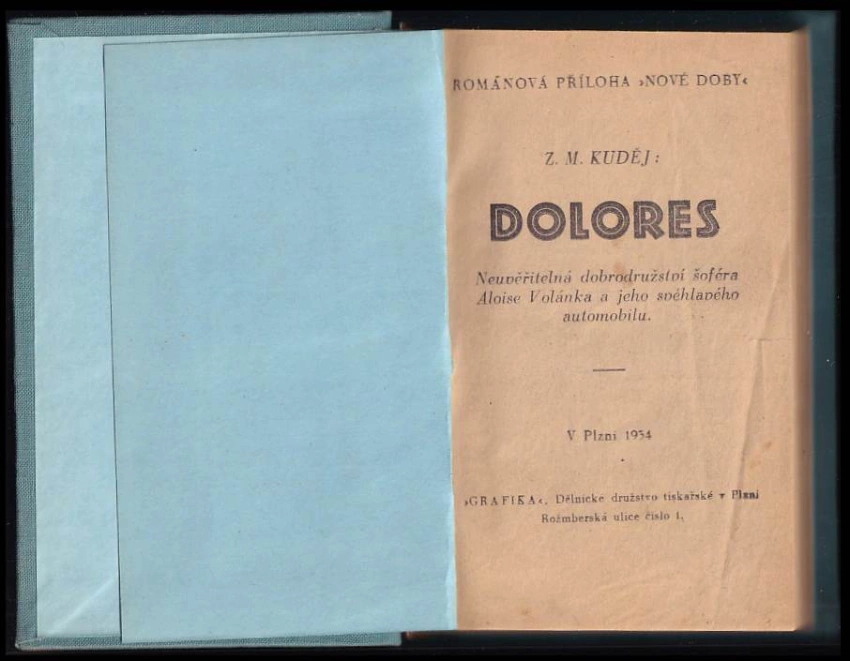 ROMÁNOVÁ PŘÍLOHA »NOVÉ DOBY«
Z. M. KUDĚJ:
DOLORES
Neuvěřitelná dobrodružství šoféra
Aloise Volánka a jeho svéhlavého
automobilu.
V Plzni 1934
»GRAFIKA«, Dělnické družstvo tiskařské v Plzni
Rožmberská ulice číslo 1.